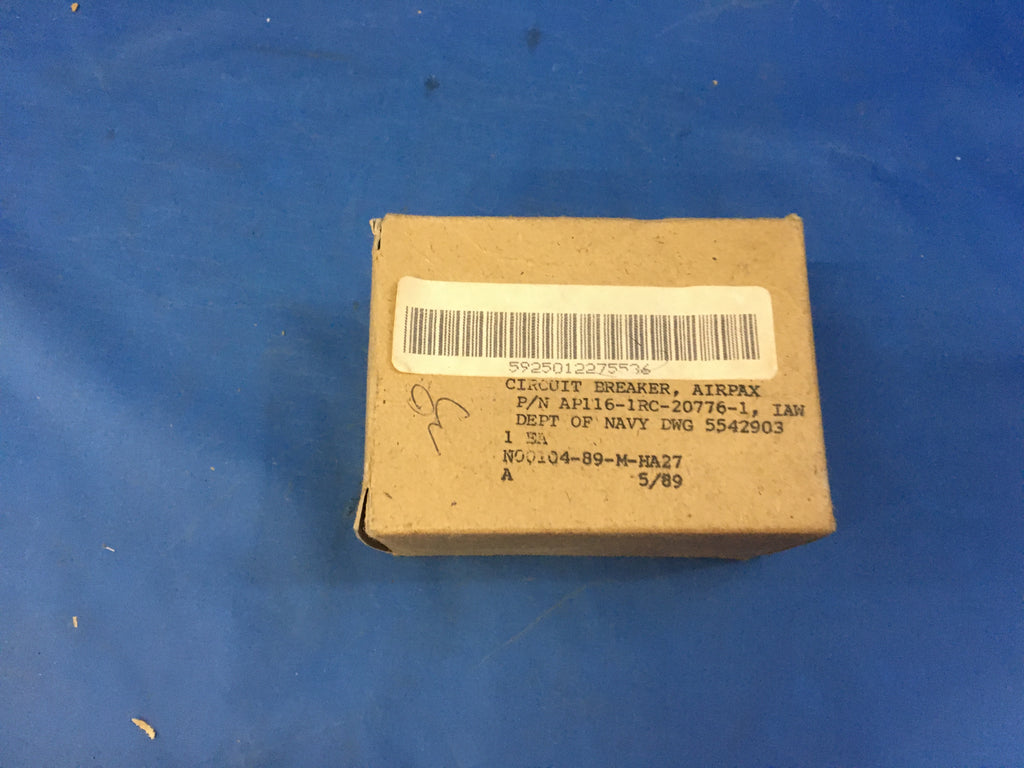 5925012275536
CIRCUIT BREAKER, AIRPAX
P/N AP116-1RC-20776-1, IAW
DEPT OF NAVY DWG 5542903
1 EA
N00104-89-M-HA27
A 5/89